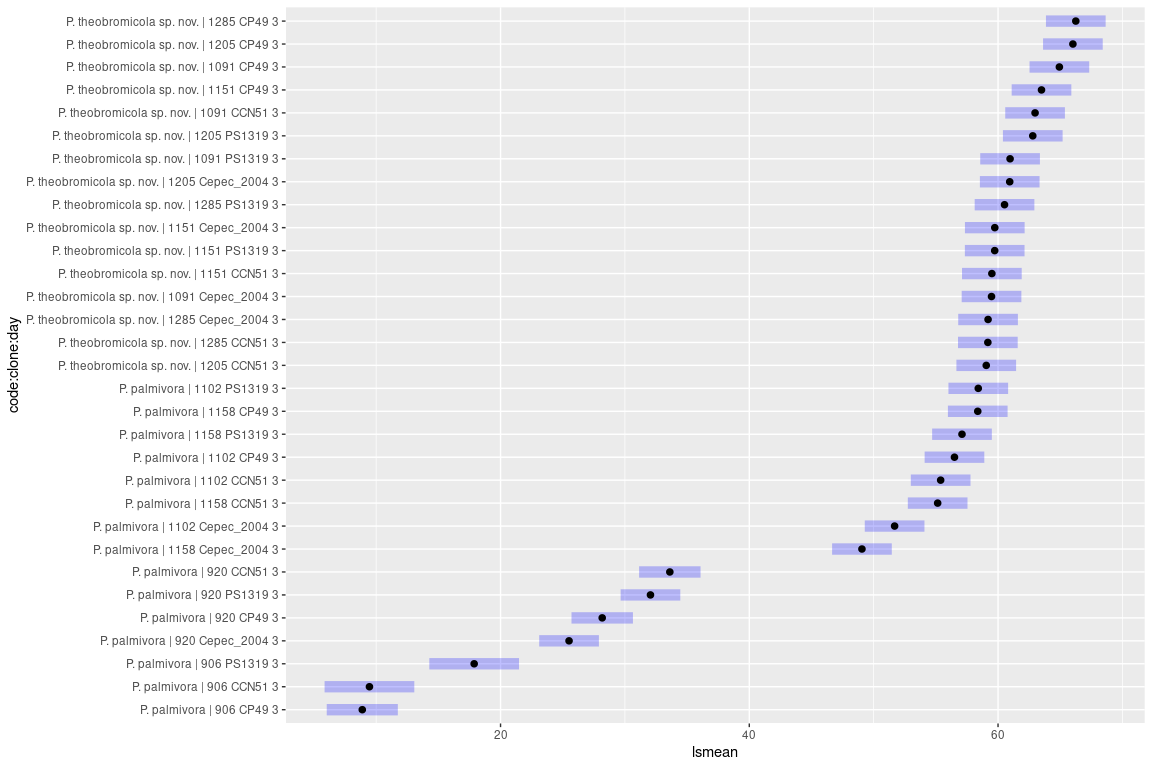 P. theobromicola sp. nov. | 1285 CP49 3
P. theobromicola sp. nov. | 1205 CP49 3
P. theobromicola sp. nov. | 1091 CP49 3
P. theobromicola sp. nov. | 1151 CP49 3
P. theobromicola sp. nov. | 1091 CCN51 3
P. theobromicola sp. nov. | 1205 PS1319 3
P. theobromicola sp. nov. | 1091 PS1319 3
P. theobromicola sp. nov. | 1205 Cepec_2004 3
P. theobromicola sp. nov. | 1285 PS1319 3
P. theobromicola sp. nov. | 1151 Cepec_2004 3
P. theobromicola sp. nov. | 1151 PS1319 3
P. theobromicola sp. nov. | 1151 CCN51 3
P. theobromicola sp. nov. | 1091 Cepec_2004 3
P. theobromicola sp. nov. | 1285 Cepec_2004 3
P. theobromicola sp. nov. | 1285 CCN51 3
P. theobromicola sp. nov. | 1205 CCN51 3
P. palmivora | 1102 PS1319 3
P. palmivora | 1158 CP49 3
P. palmivora | 1158 PS1319 3
P. palmivora | 1102 CP49 3
P. palmivora | 1102 CCN51 3
P. palmivora | 1158 CCN51 3
P. palmivora | 1102 Cepec_2004 3
P. palmivora | 1158 Cepec_2004 3
P. palmivora | 920 CCN51 3
P. palmivora | 920 PS1319 3
P. palmivora | 920 CP49 3
P. palmivora | 920 Cepec_2004 3
P. palmivora | 906 PS1319 3
P. palmivora | 906 CCN51 3
P. palmivora | 906 CP49 3
code:clone:day
20 40 60
lsmean